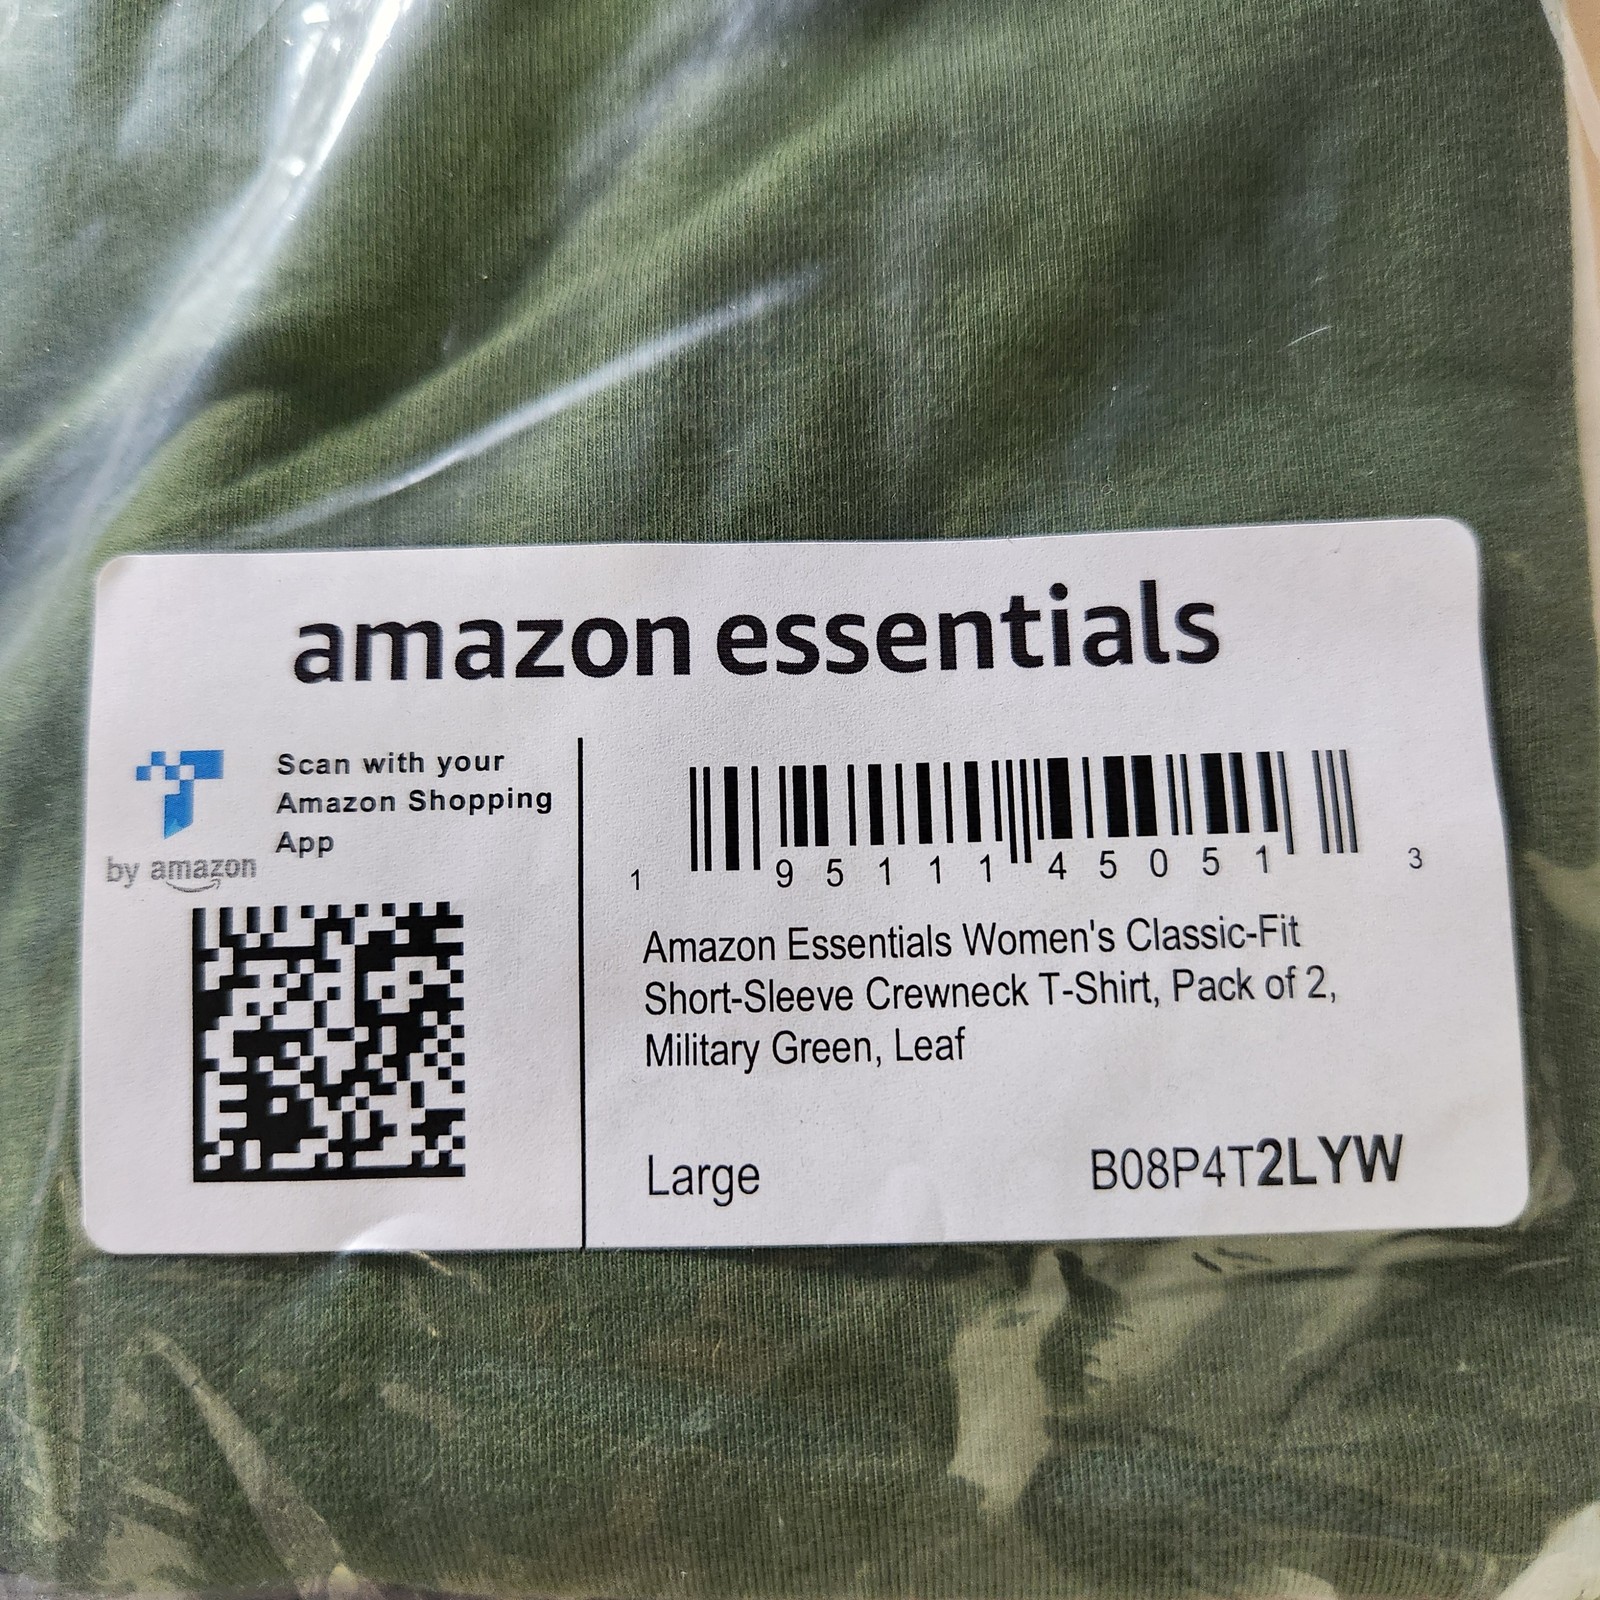 amazon essentials
Scan with your
Amazon Shopping
App
by amazon
1 95111 45051 3
Amazon Essentials Women's Classic-Fit
Short-Sleeve Crewneck T-Shirt, Pack of 2,
Military Green, Leaf
Large
B08P4T2LYW